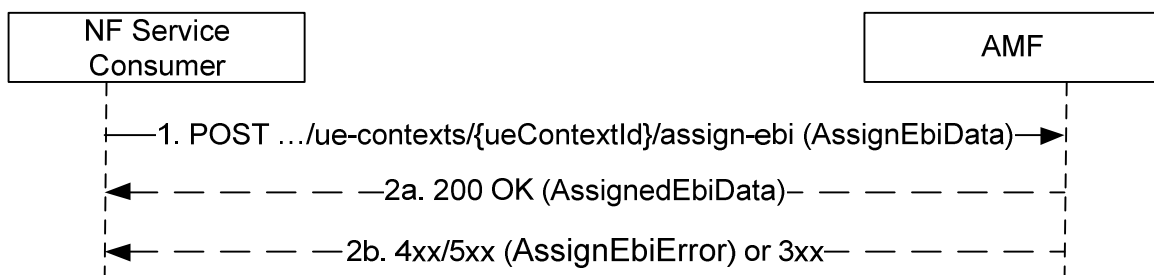 NF Service
Consumer
AMF
1. POST …/ue-contexts/{ueContextId}/assign-ebi (AssignEbiData)
2a. 200 OK (AssignedEbiData)
2b. 4xx/5xx (AssignEbiError) or 3xx